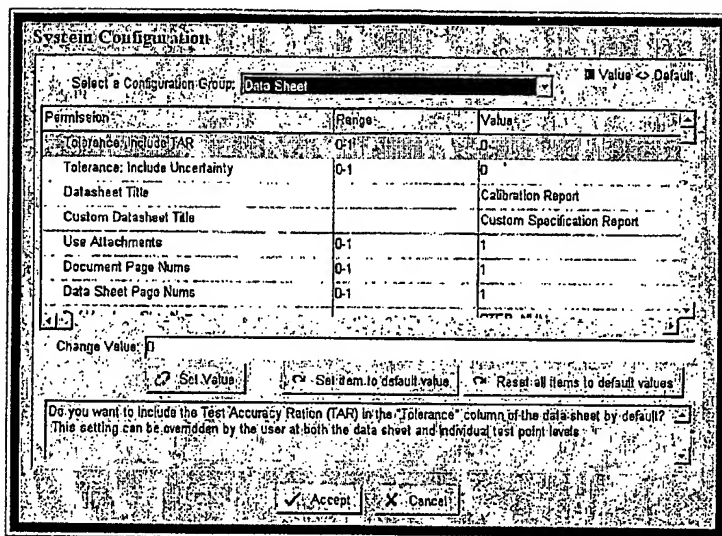 System Configuration
Select a Configuration Group: Data Sheet
Value <> Default
Permission Range Value
Tolerance: Include TAR 0-1 0
Tolerance: Include Uncertainty 0-1 0
Datasheet Title Calibration Report
Custom Datasheet Title Custom Specification Report
Use Attachments 0-1 1
Document Page Nums 0-1 1
Data Sheet Page Nums 0-1 1
Change Value: 0
Set Value Set item to default value Reset all items to default values
Do you want to include the Test Accuracy Ration (TAR) in the "Tolerance" column of the data sheet by default?
This setting can be overridden by the user at both the data sheet and individual test point levels
Accept Cancel